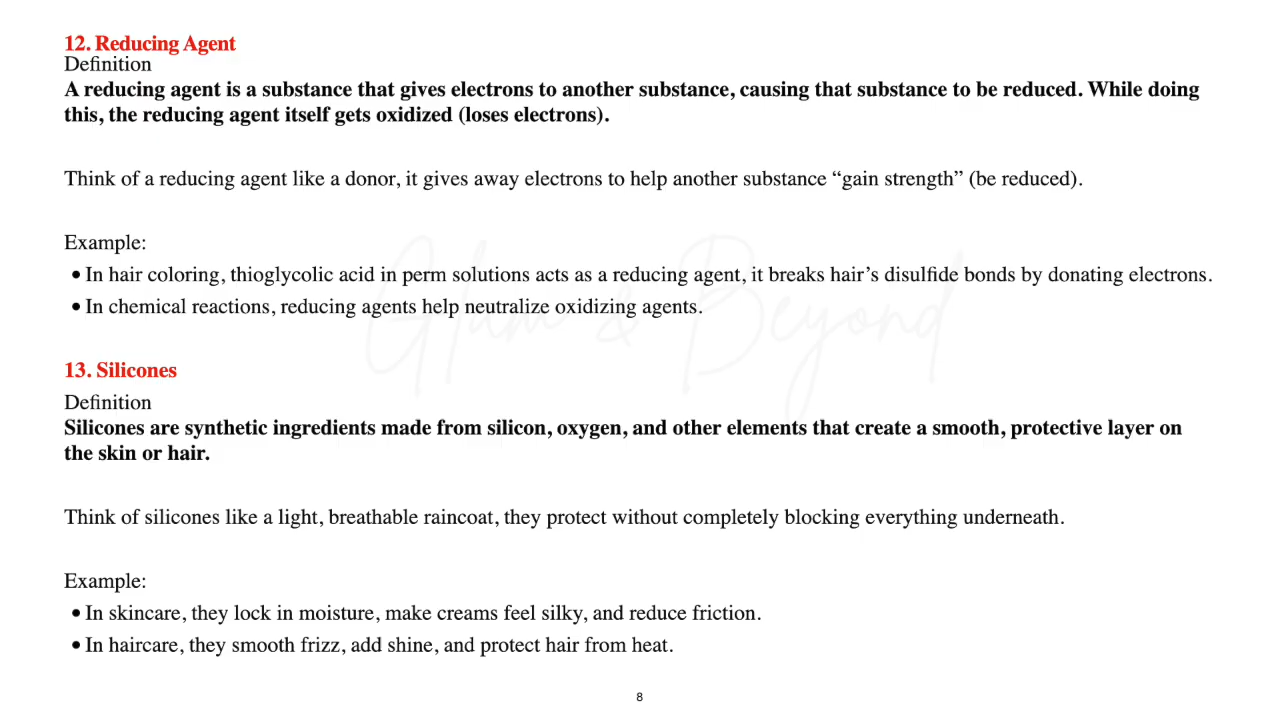 12. Reducing Agent
Definition
A reducing agent is a substance that gives electrons to another substance, causing that substance to be reduced. While doing
this, the reducing agent itself gets oxidized (loses electrons).
Think of a reducing agent like a donor, it gives away electrons to help another substance “gain strength” (be reduced).
Example:
• In hair coloring, thioglycolic acid in perm solutions acts as a reducing agent, it breaks hair’s disulfide bonds by donating electrons.
• In chemical reactions, reducing agents help neutralize oxidizing agents.
Glam & Beyond
13. Silicones
Definition
Silicones are synthetic ingredients made from silicon, oxygen, and other elements that create a smooth, protective layer on
the skin or hair.
Think of silicones like a light, breathable raincoat, they protect without completely blocking everything underneath.
Example:
• In skincare, they lock in moisture, make creams feel silky, and reduce friction.
• In haircare, they smooth frizz, add shine, and protect hair from heat.
8